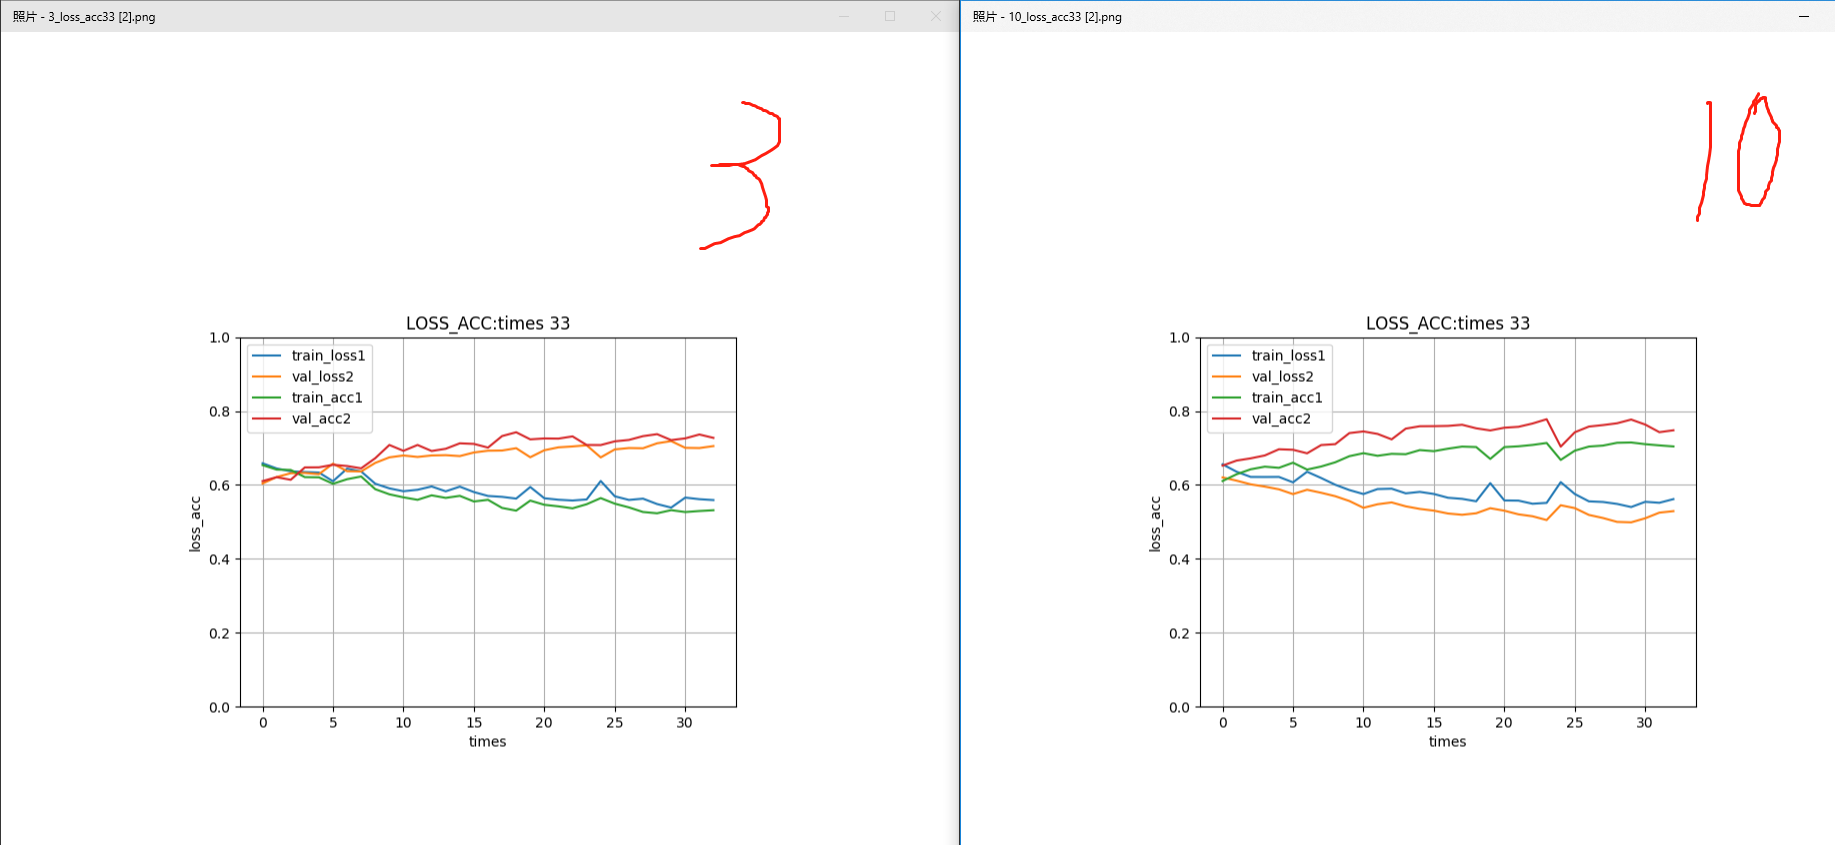 照片 - 3_loss_acc33 [2].png
3
LOSS_ACC:times 33
1.0
0.8
0.6
0.4
0.2
0.0
loss_acc
train_loss1
val_loss2
train_acc1
val_acc2
0 5 10 15 20 25 30
times
照片 - 10_loss_acc33 [2].png
10
LOSS_ACC:times 33
1.0
0.8
0.6
0.4
0.2
0.0
loss_acc
train_loss1
val_loss2
train_acc1
val_acc2
0 5 10 15 20 25 30
times